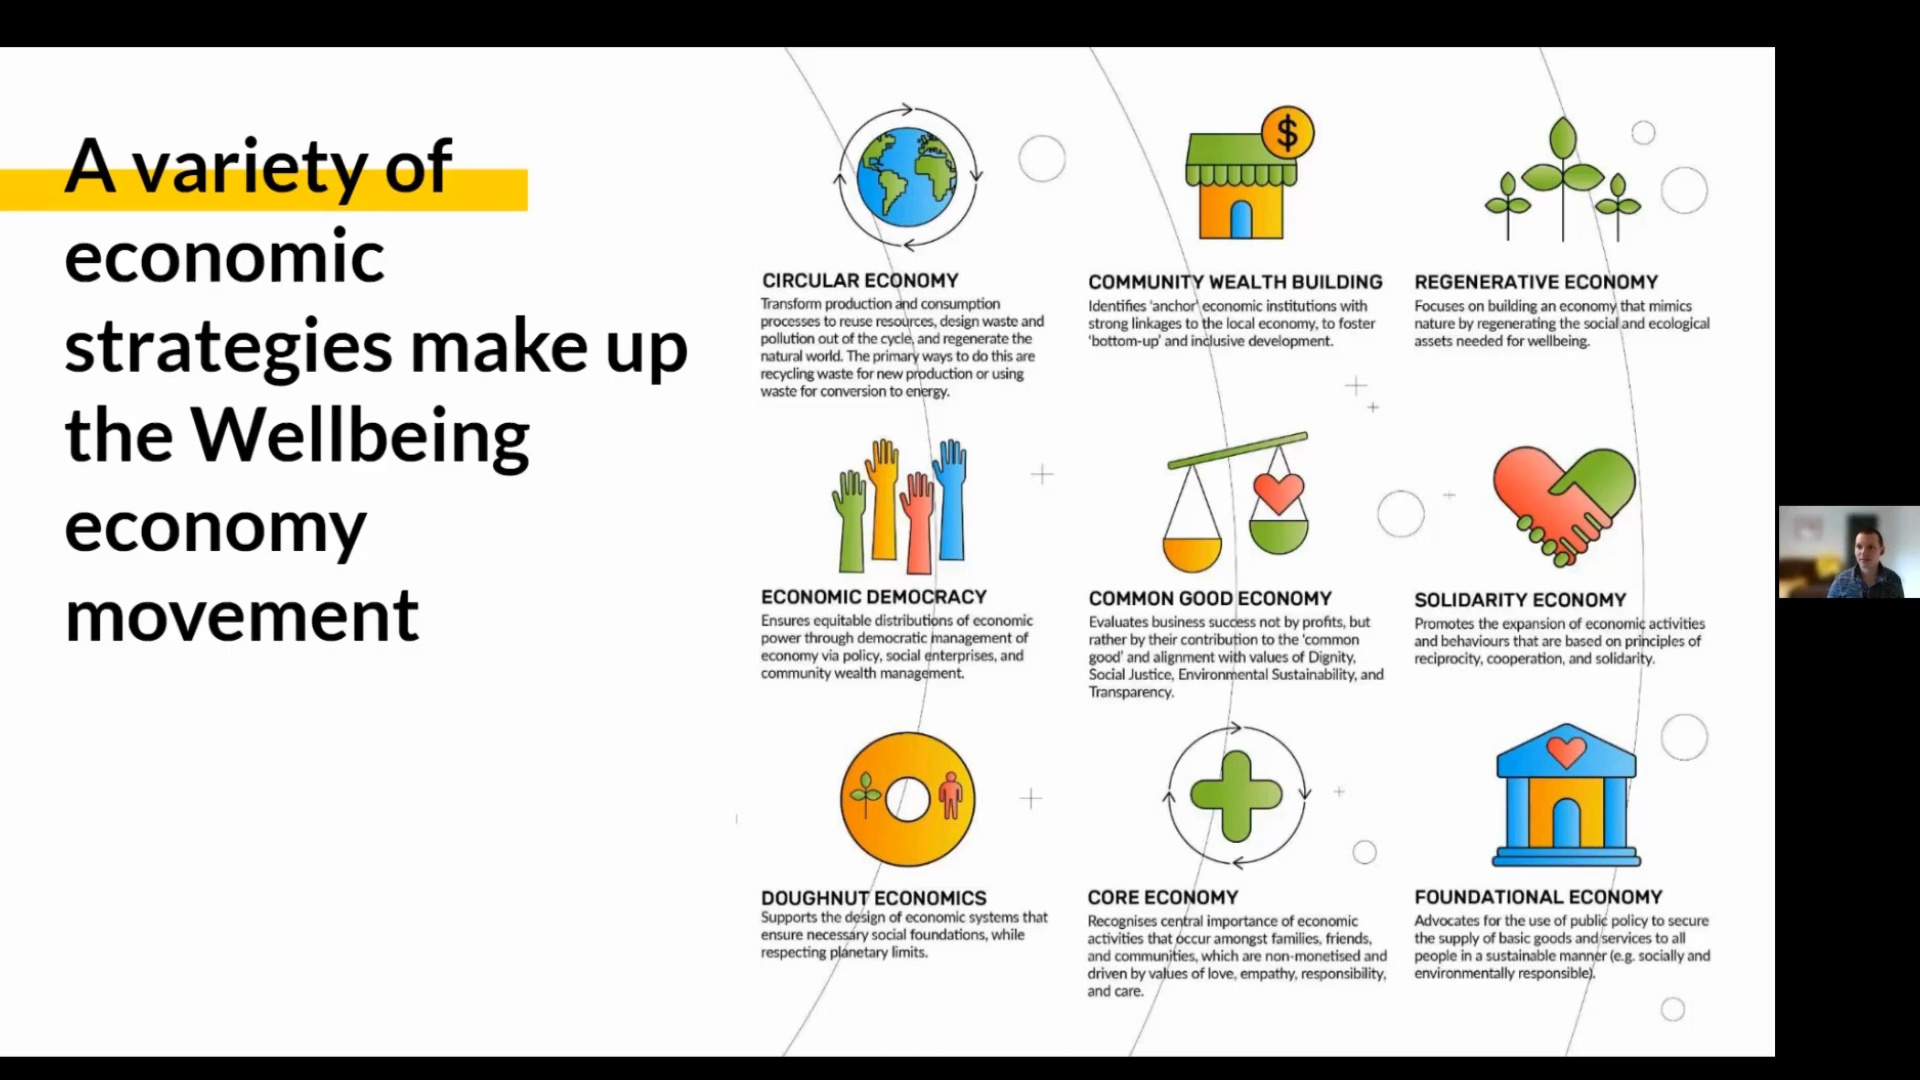 A variety of
economic
strategies make up
the Wellbeing
economy
movement
$
CIRCULAR ECONOMY
Transform production and consumption
processes to reuse resources, design waste and
pollution out of the cycle, and regenerate the
natural world. The primary ways to do this are
recycling waste for new production or using
waste for conversion to energy.
COMMUNITY WEALTH BUILDING
Identifies 'anchor' economic institutions with
strong linkages to the local economy, to foster
'bottom-up' and inclusive development.
REGENERATIVE ECONOMY
Focuses on building an economy that mimics
nature by regenerating the social and ecological
assets needed for wellbeing.
ECONOMIC DEMOCRACY
Ensures equitable distributions of economic
power through democratic management of
economy via policy, social enterprises, and
community wealth management.
COMMON GOOD ECONOMY
Evaluates business success not by profits, but
rather by their contribution to the 'common
good' and alignment with values of Dignity,
Social Justice, Environmental Sustainability, and
Transparency.
SOLIDARITY ECONOMY
Promotes the expansion of economic activities
and behaviours that are based on principles of
reciprocity, cooperation, and solidarity.
DOUGHNUT ECONOMICS
Supports the design of economic systems that
ensure necessary social foundations, while
respecting planetary limits.
CORE ECONOMY
Recognises central importance of economic
activities that occur amongst families, friends,
and communities, which are non-monetised and
driven by values of love, empathy, responsibility,
and care.
FOUNDATIONAL ECONOMY
Advocates for the use of public policy to secure
the supply of basic goods and services to all
people in a sustainable manner (e.g. socially and
environmentally responsible).